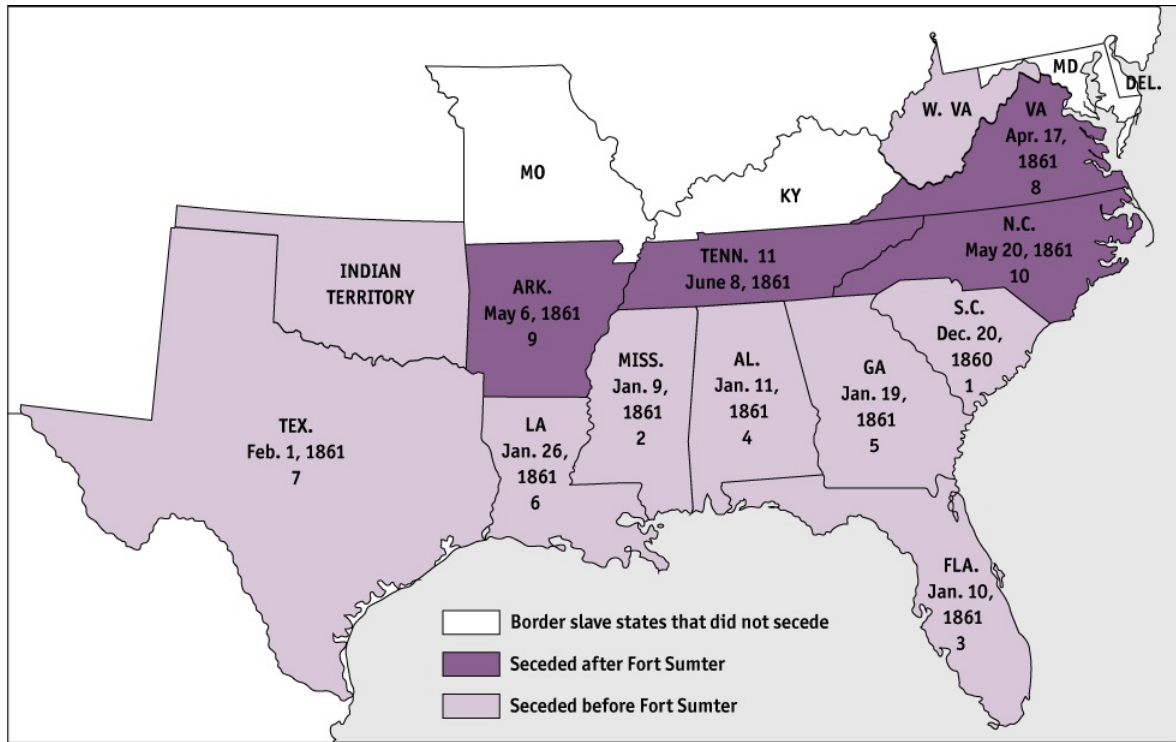 MD
DEL.
W. VA
VA
Apr. 17,
1861
8
MO
KY
N.C.
May 20, 1861
10
TENN. 11
June 8, 1861
INDIAN
TERRITORY
ARK.
May 6, 1861
9
S.C.
Dec. 20,
1860
1
MISS.
Jan. 9,
1861
2
AL.
Jan. 11,
1861
4
GA
Jan. 19,
1861
5
TEX.
Feb. 1, 1861
7
LA
Jan. 26,
1861
6
FLA.
Jan. 10,
1861
3
Border slave states that did not secede
Seceded after Fort Sumter
Seceded before Fort Sumter